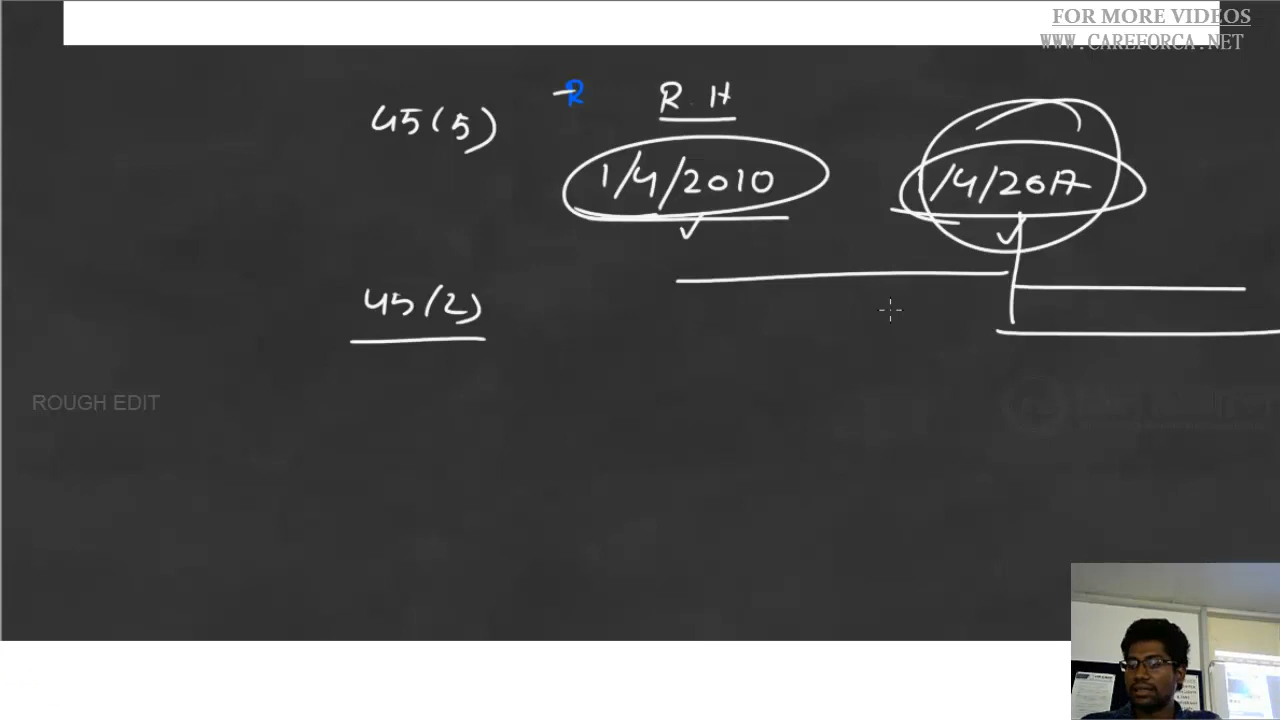 FOR MORE VIDEOS
WWW.CAREFORCA.NET
45(5) R R.H
1/4/2010 1/4/2017
45(2)
ROUGH EDIT